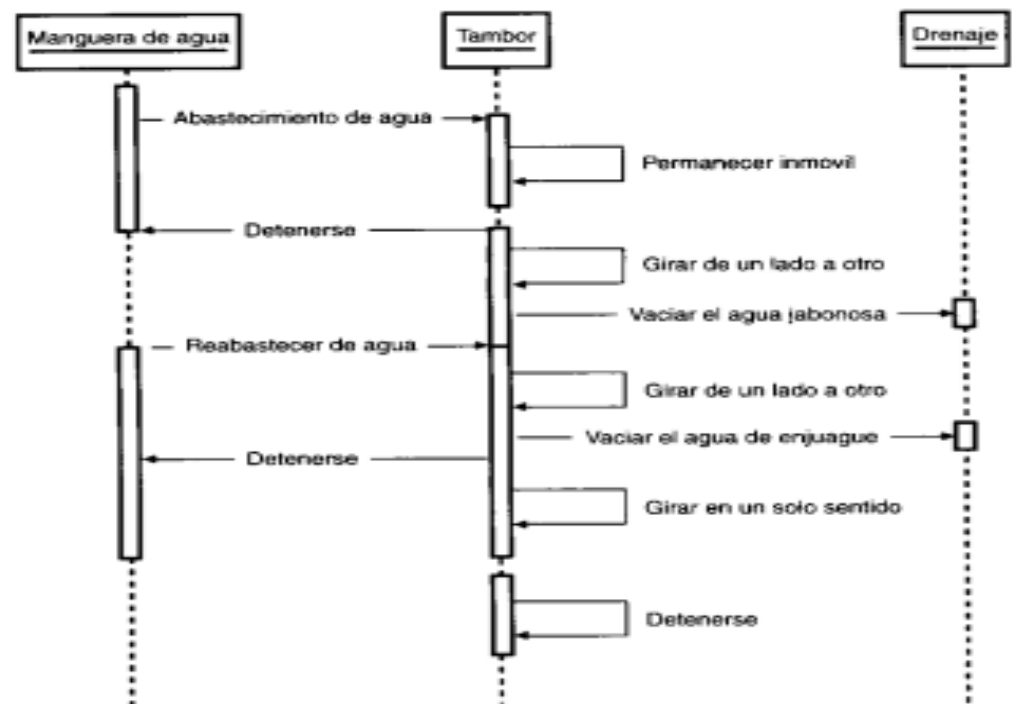 Manguera de agua
Tambor
Drenaje
Abastecimiento de agua
Permanecer inmovil
Detenerse
Girar de un lado a otro
Vaciar el agua jabonosa
Reabastecer de agua
Girar de un lado a otro
Vaciar el agua de enjuague
Detenerse
Girar en un solo sentido
Detenerse